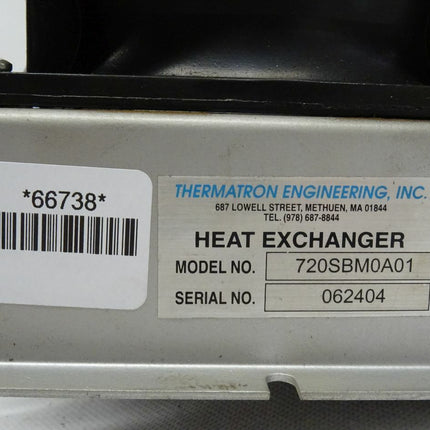 *66738*
THERMATRON ENGINEERING, INC.
687 LOWELL STREET, METHUEN, MA 01844
TEL. (978) 687-8844
HEAT EXCHANGER
MODEL NO. 720SBM0A01
SERIAL NO. 062404